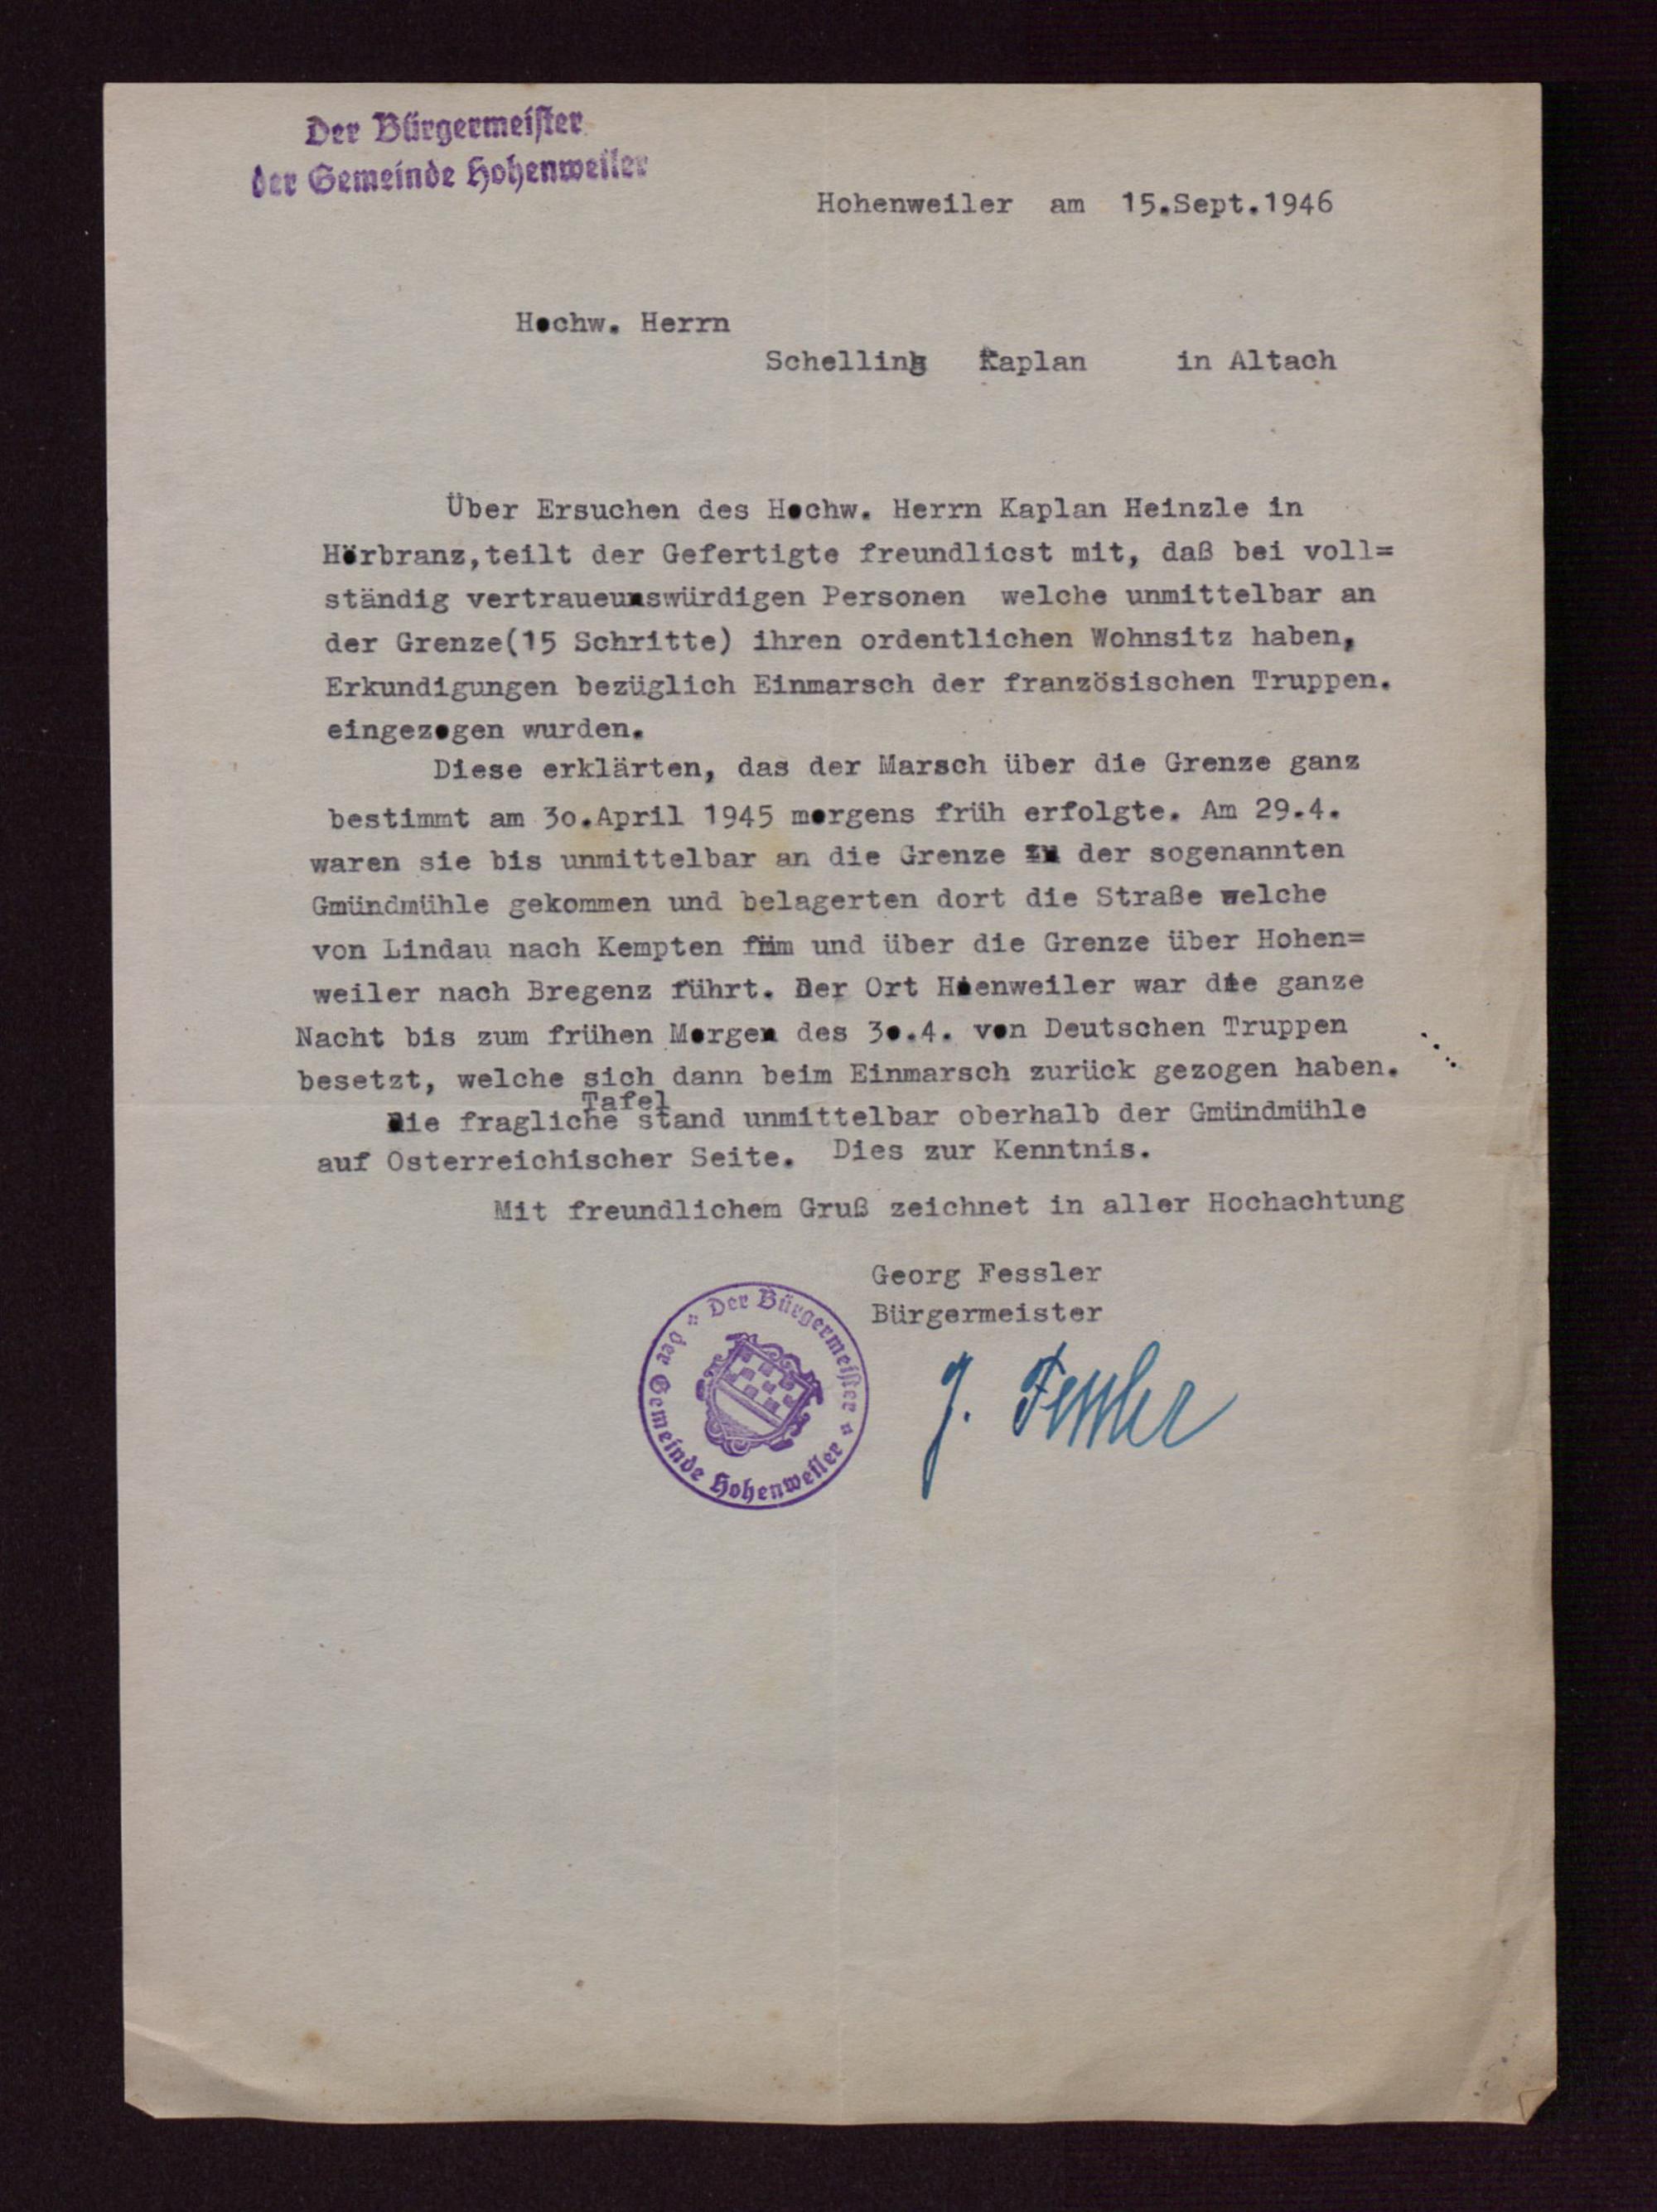 Der Bürgermeister
der Gemeinde Hohenweiler
Hohenweiler am 15.Sept.1946
Hochw. Herrn
Schelling Kaplan in Altach
Über Ersuchen des Hochw. Herrn Kaplan Heinzle in
Hörbranz,teilt der Gefertigte freundlicst mit, daß bei voll=
ständig vertraueunswürdigen Personen welche unmittelbar an
der Grenze(15 Schritte) ihren ordentlichen Wohnsitz haben,
Erkundigungen bezüglich Einmarsch der französischen Truppen.
eingezogen wurden.
Diese erklärten, das der Marsch über die Grenze ganz
bestimmt am 3o.April 1945 morgens früh erfolgte. Am 29.4.
waren sie bis unmittelbar an die Grenze zu der sogenannten
Gmündmühle gekommen und belagerten dort die Straße welche
von Lindau nach Kempten und über die Grenze über Hohen=
weiler nach Bregenz führt. Der Ort Hoenweiler war die ganze
Nacht bis zum frühen Morgen des 3o.4. von Deutschen Truppen
besetzt, welche sich dann beim Einmarsch zurück gezogen haben.
Die fragliche Tafel stand unmittelbar oberhalb der Gmündmühle
auf Österreichischer Seite. Dies zur Kenntnis.
Mit freundlichem Gruß zeichnet in aller Hochachtung
Georg Fessler
Bürgermeister
Der Bürgermeister
der Gemeinde Hohenweiler
G. Fessler